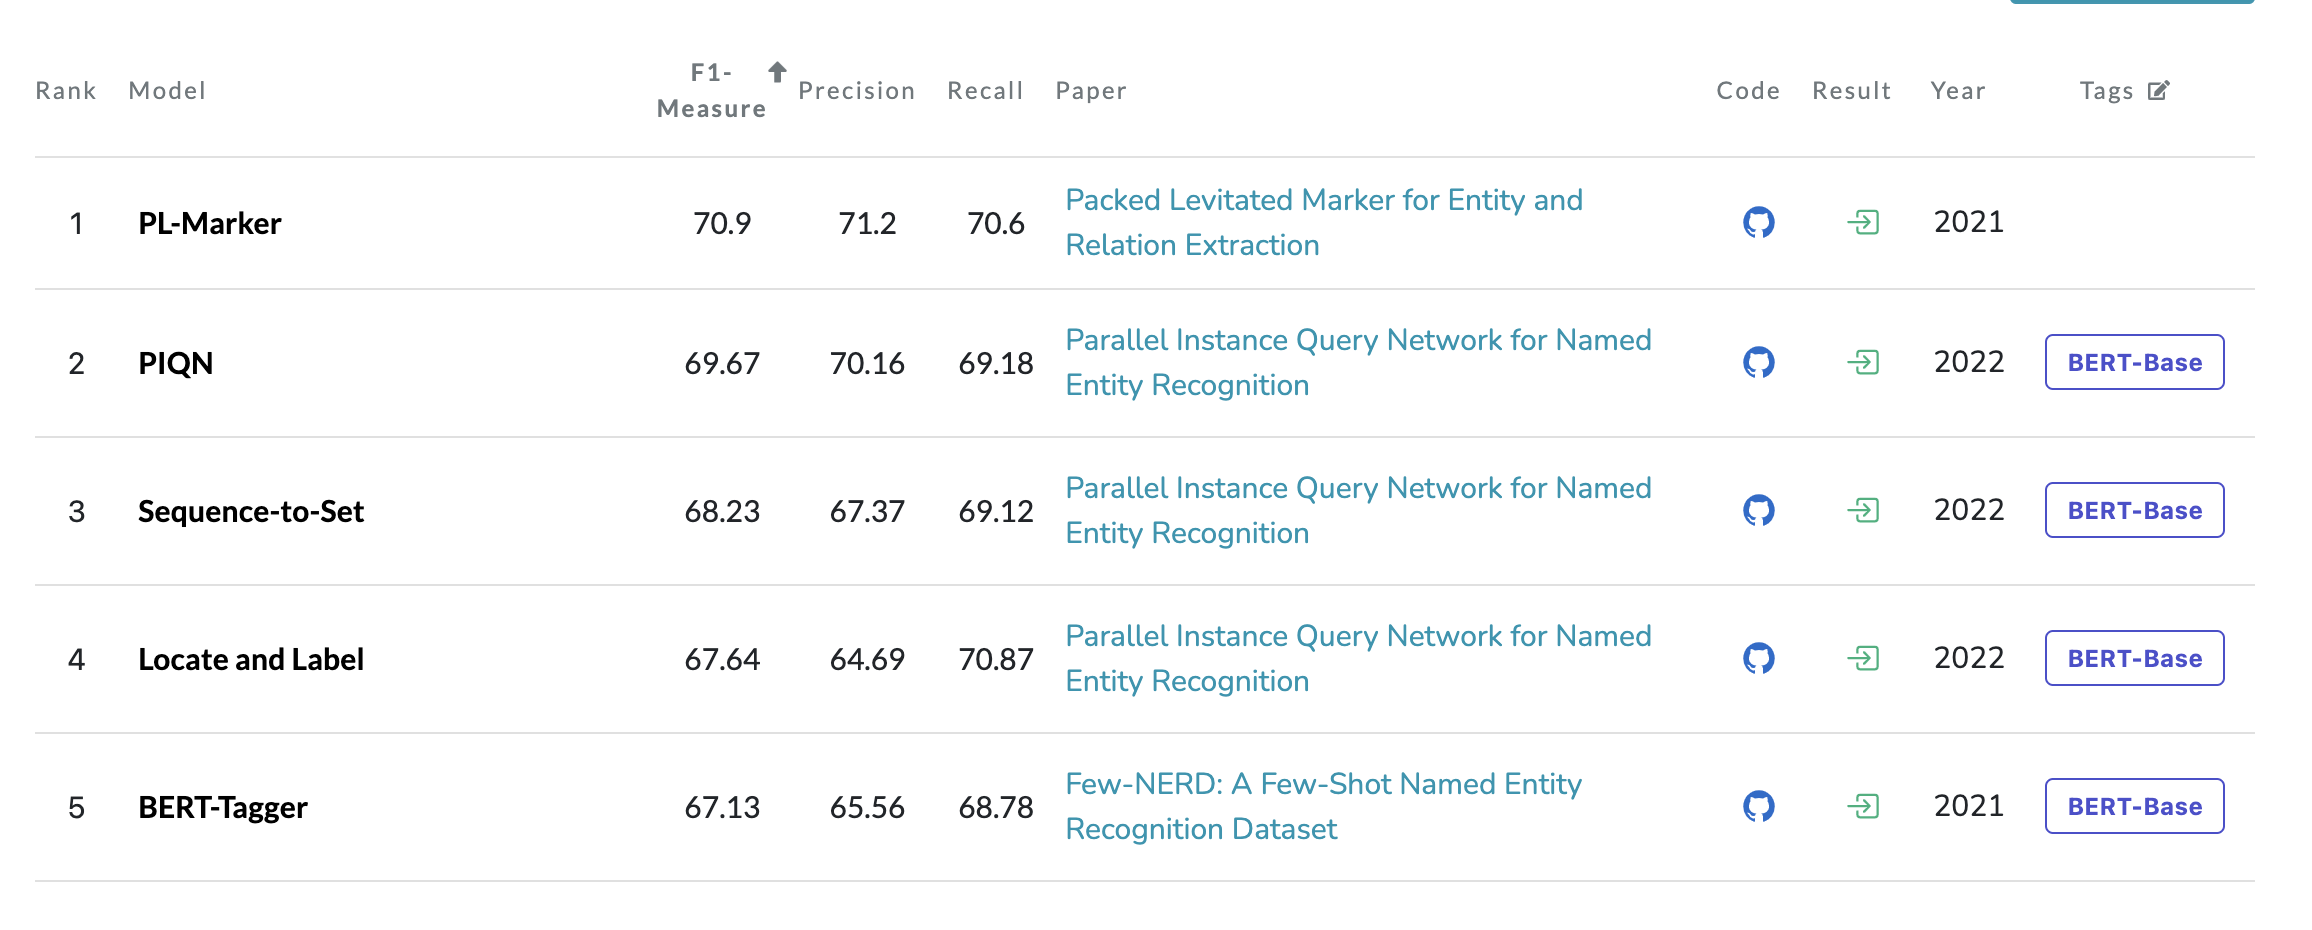 Rank Model F1-Measure Precision Recall Paper Code Result Year Tags
1 PL-Marker 70.9 71.2 70.6 Packed Levitated Marker for Entity and
Relation Extraction 2021
2 PIQN 69.67 70.16 69.18 Parallel Instance Query Network for Named
Entity Recognition 2022 BERT-Base
3 Sequence-to-Set 68.23 67.37 69.12 Parallel Instance Query Network for Named
Entity Recognition 2022 BERT-Base
4 Locate and Label 67.64 64.69 70.87 Parallel Instance Query Network for Named
Entity Recognition 2022 BERT-Base
5 BERT-Tagger 67.13 65.56 68.78 Few-NERD: A Few-Shot Named Entity
Recognition Dataset 2021 BERT-Base